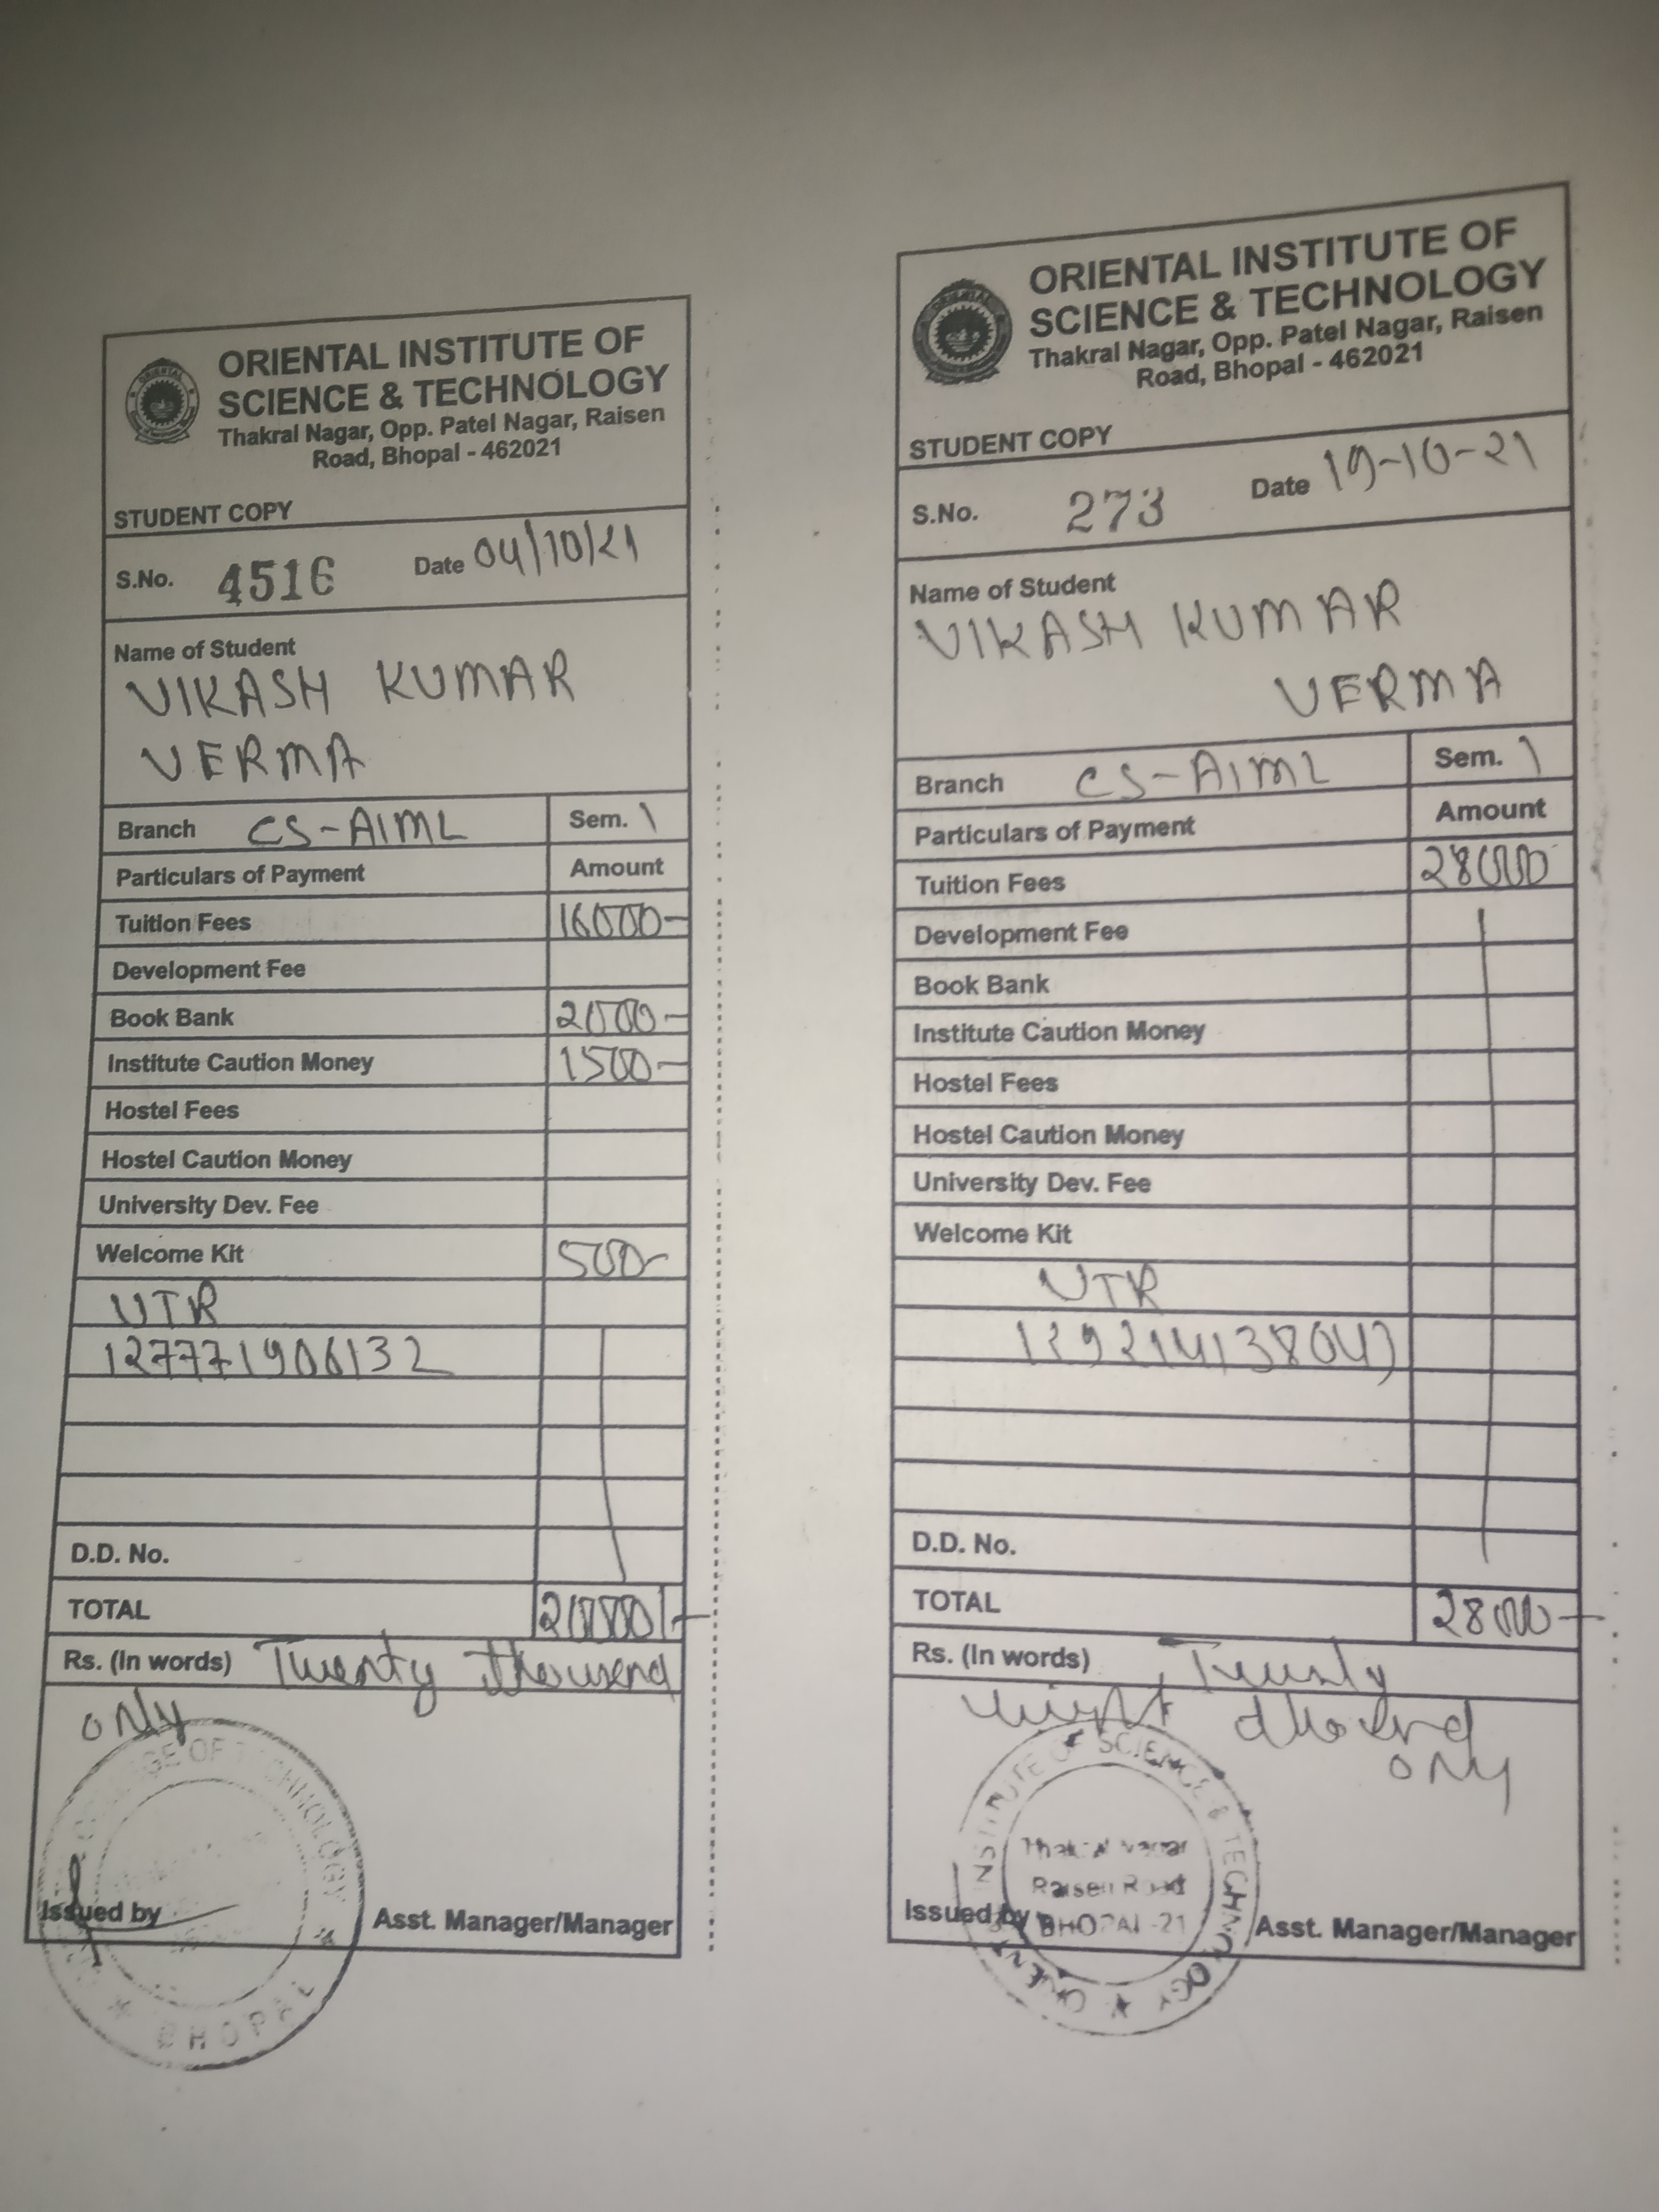 ORIENTAL INSTITUTE OF
SCIENCE & TECHNOLOGY
Thakral Nagar, Opp. Patel Nagar, Raisen
Road, Bhopal - 462021
STUDENT COPY
S.No. 4516 Date 04/10/21
Name of Student
VIKASH KUMAR
VERMA
Branch CS-AIML Sem. 1
Particulars of Payment Amount
Tuition Fees 16000-
Development Fee
Book Bank 2000-
Institute Caution Money 1500-
Hostel Fees
Hostel Caution Money
University Dev. Fee
Welcome Kit 500-
UTR
127771906132
D.D. No.
TOTAL 20000/-
Rs. (In words) Twenty thousand
only
COLLEGE OF TECHNOLOGY
BHOPAL
Issued by Asst. Manager/Manager
ORIENTAL INSTITUTE OF
SCIENCE & TECHNOLOGY
Thakral Nagar, Opp. Patel Nagar, Raisen
Road, Bhopal - 462021
STUDENT COPY
S.No. 273 Date 19-10-21
Name of Student
VIKASH KUMAR
VERMA
Branch CS-AIML Sem. 1
Particulars of Payment Amount
Tuition Fees 28000
Development Fee
Book Bank
Institute Caution Money
Hostel Fees
Hostel Caution Money
University Dev. Fee
Welcome Kit
UTR
D.D. No.
TOTAL 28000-
Rs. (In words) Twenty
eight thousand
only
ORIENTAL INSTITUTE OF SCIENCE & TECHNOLOGY
Thakral Nagar
Raisen Road
BHOPAL-21
Issued by Asst. Manager/Manager